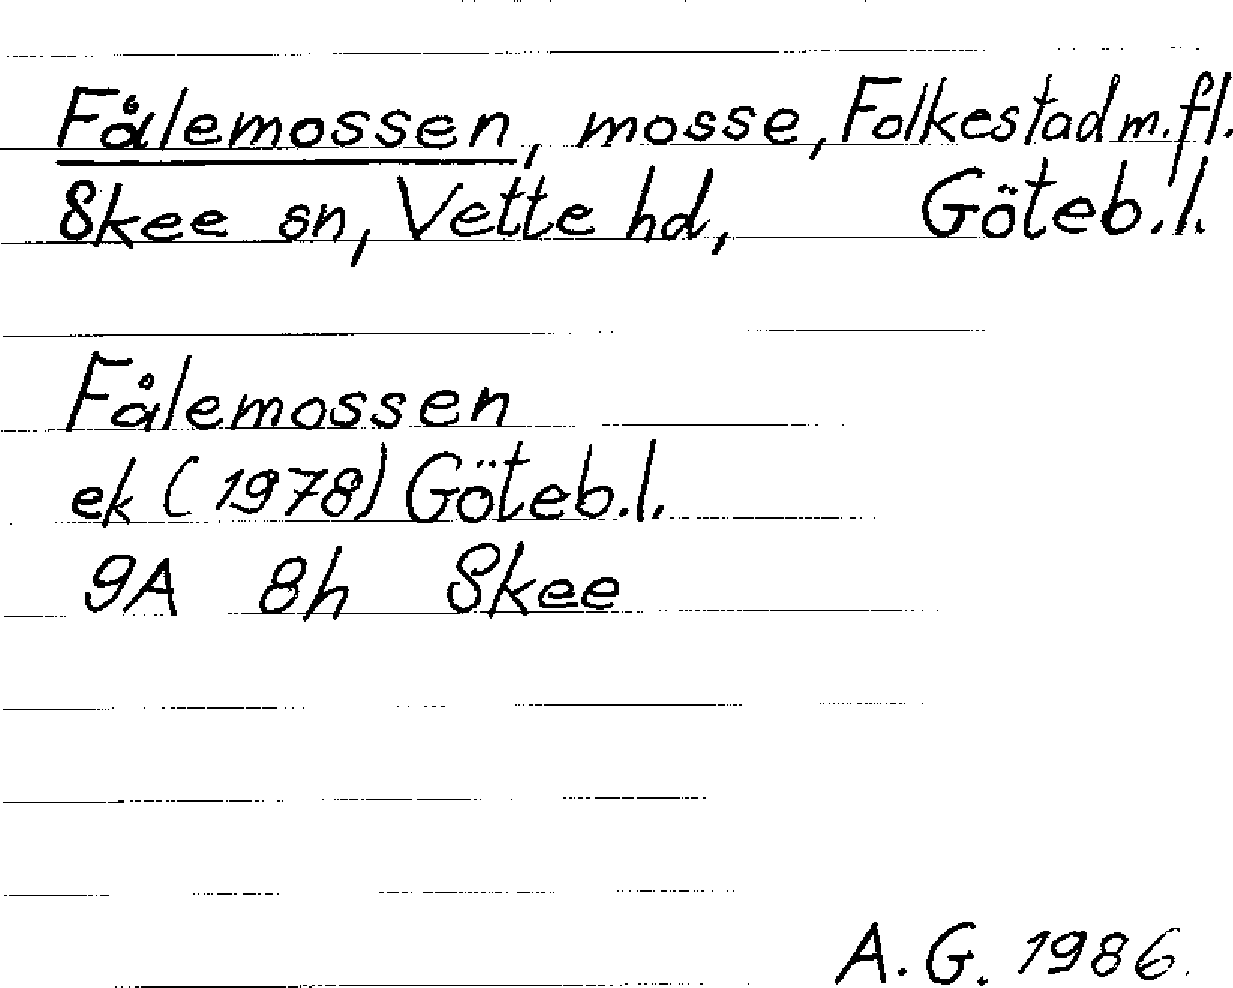 Fålemossen, mosse, Folkestad m.fl.
Skee sn, Vette hd, Göteb.l.
Fålemossen
ek (1978) Göteb.l.
9A 8h Skee
A.G. 1986.